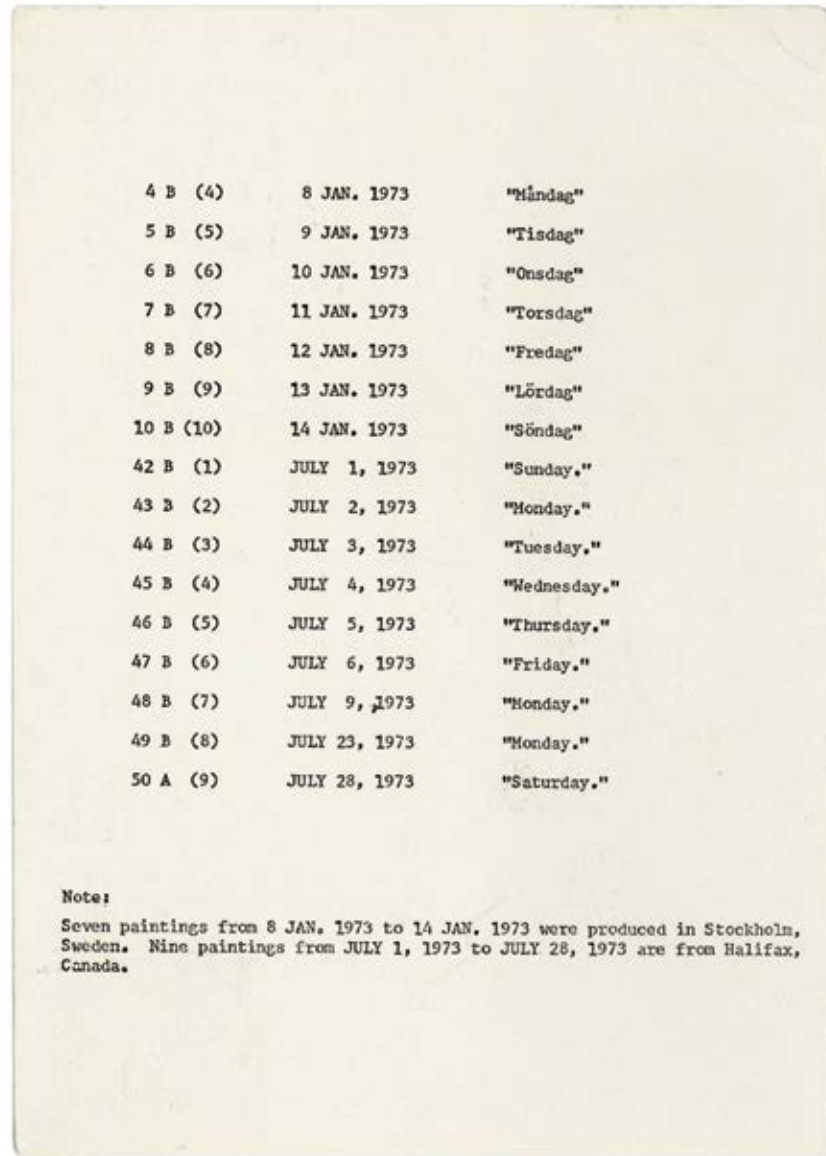 4 B (4) 8 JAN. 1973 "Måndag"
5 B (5) 9 JAN. 1973 "Tisdag"
6 B (6) 10 JAN. 1973 "Onsdag"
7 B (7) 11 JAN. 1973 "Torsdag"
8 B (8) 12 JAN. 1973 "Fredag"
9 B (9) 13 JAN. 1973 "Lördag"
10 B (10) 14 JAN. 1973 "Söndag"
42 B (1) JULY 1, 1973 "Sunday."
43 B (2) JULY 2, 1973 "Monday."
44 B (3) JULY 3, 1973 "Tuesday."
45 B (4) JULY 4, 1973 "Wednesday."
46 B (5) JULY 5, 1973 "Thursday."
47 B (6) JULY 6, 1973 "Friday."
48 B (7) JULY 9, 1973 "Monday."
49 B (8) JULY 23, 1973 "Monday."
50 A (9) JULY 28, 1973 "Saturday."
Note:
Seven paintings from 8 JAN. 1973 to 14 JAN. 1973 were produced in Stockholm,
Sweden. Nine paintings from JULY 1, 1973 to JULY 28, 1973 are from Halifax,
Canada.